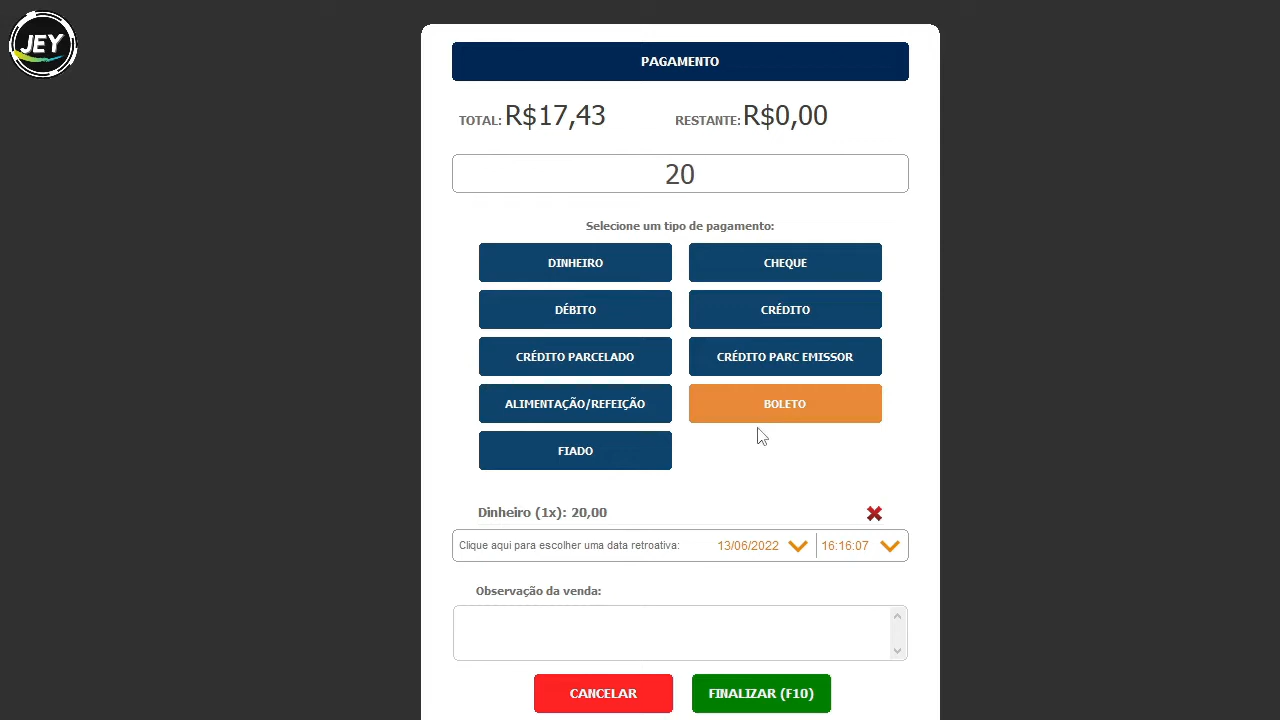 JEY
PAGAMENTO
TOTAL: R$17,43 RESTANTE: R$0,00
20
Selecione um tipo de pagamento:
DINHEIRO CHEQUE
DÉBITO CRÉDITO
CRÉDITO PARCELADO CRÉDITO PARC EMISSOR
ALIMENTAÇÃO/REFEIÇÃO BOLETO
FIADO
Dinheiro (1x): 20,00
Clique aqui para escolher uma data retroativa: 13/06/2022 16:16:07
Observação da venda:
CANCELAR FINALIZAR (F10)